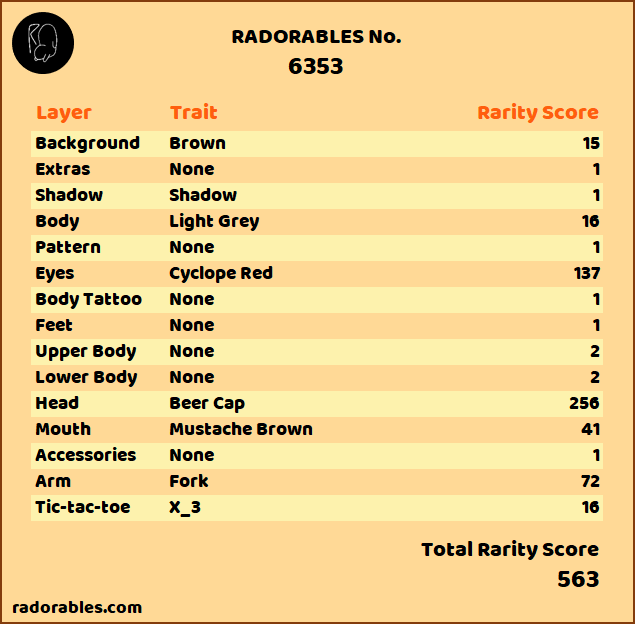 RADORABLES No.
6353
Layer Trait Rarity Score
Background Brown 15
Extras None 1
Shadow Shadow 1
Body Light Grey 16
Pattern None 1
Eyes Cyclope Red 137
Body Tattoo None 1
Feet None 1
Upper Body None 2
Lower Body None 2
Head Beer Cap 256
Mouth Mustache Brown 41
Accessories None 1
Arm Fork 72
Tic-tac-toe X_3 16
Total Rarity Score
563
radorables.com